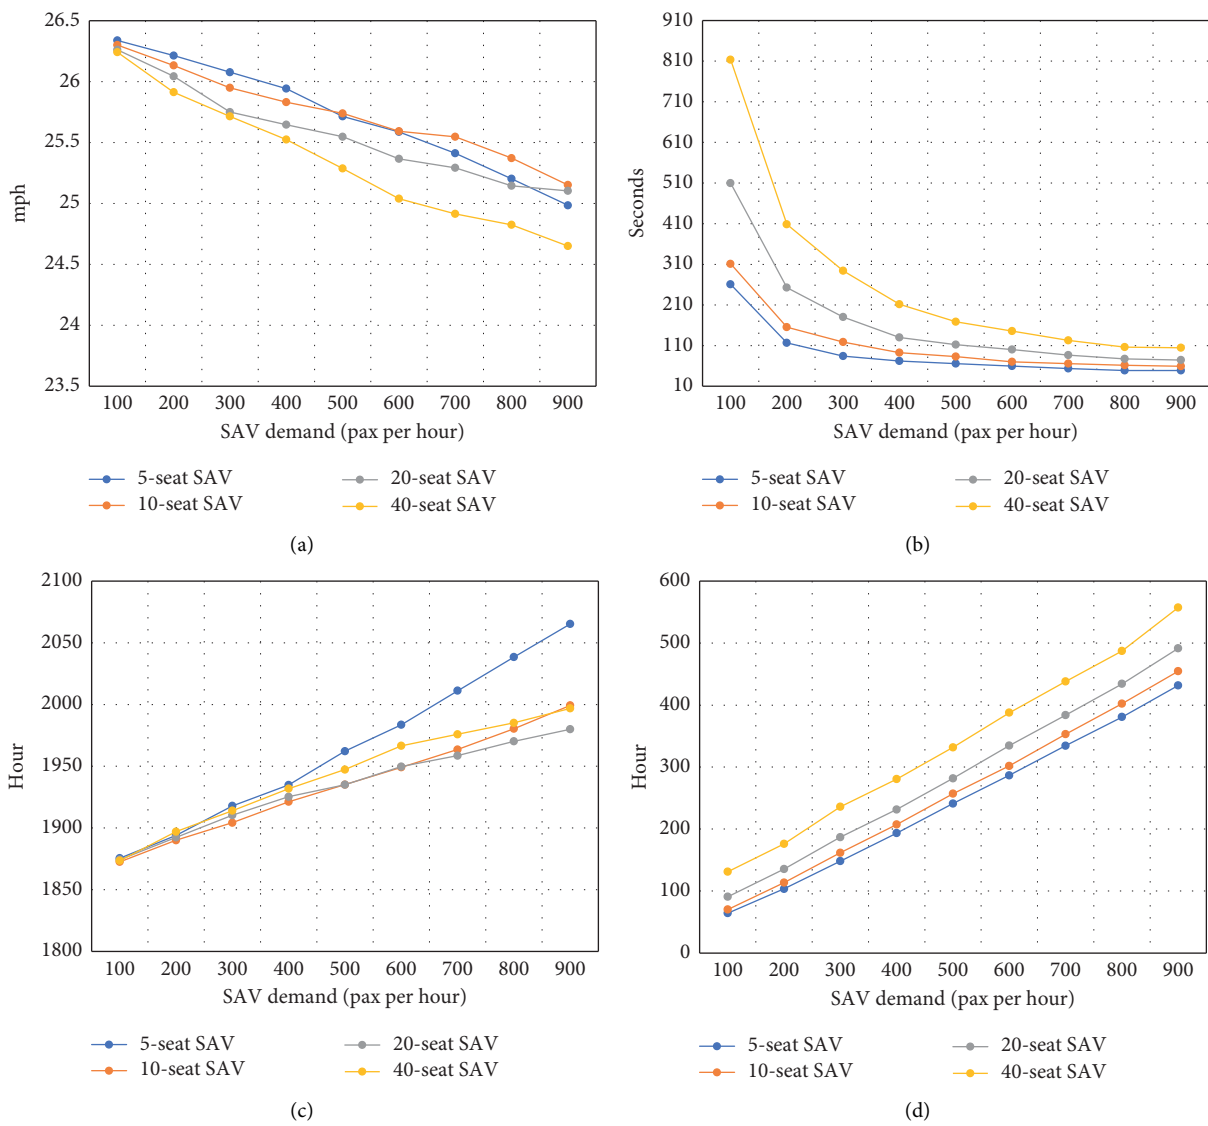 26.5
26
25.5
25
24.5
24
23.5
mph
100 200 300 400 500 600 700 800 900
SAV demand (pax per hour)
5-seat SAV
20-seat SAV
10-seat SAV
40-seat SAV
(a)
910
810
710
610
510
410
310
210
110
10
Seconds
100 200 300 400 500 600 700 800 900
SAV demand (pax per hour)
5-seat SAV
20-seat SAV
10-seat SAV
40-seat SAV
(b)
2100
2050
2000
1950
1900
1850
1800
Hour
100 200 300 400 500 600 700 800 900
SAV demand (pax per hour)
5-seat SAV
20-seat SAV
10-seat SAV
40-seat SAV
(c)
600
500
400
300
200
100
0
Hour
100 200 300 400 500 600 700 800 900
SAV demand (pax per hour)
5-seat SAV
20-seat SAV
10-seat SAV
40-seat SAV
(d)